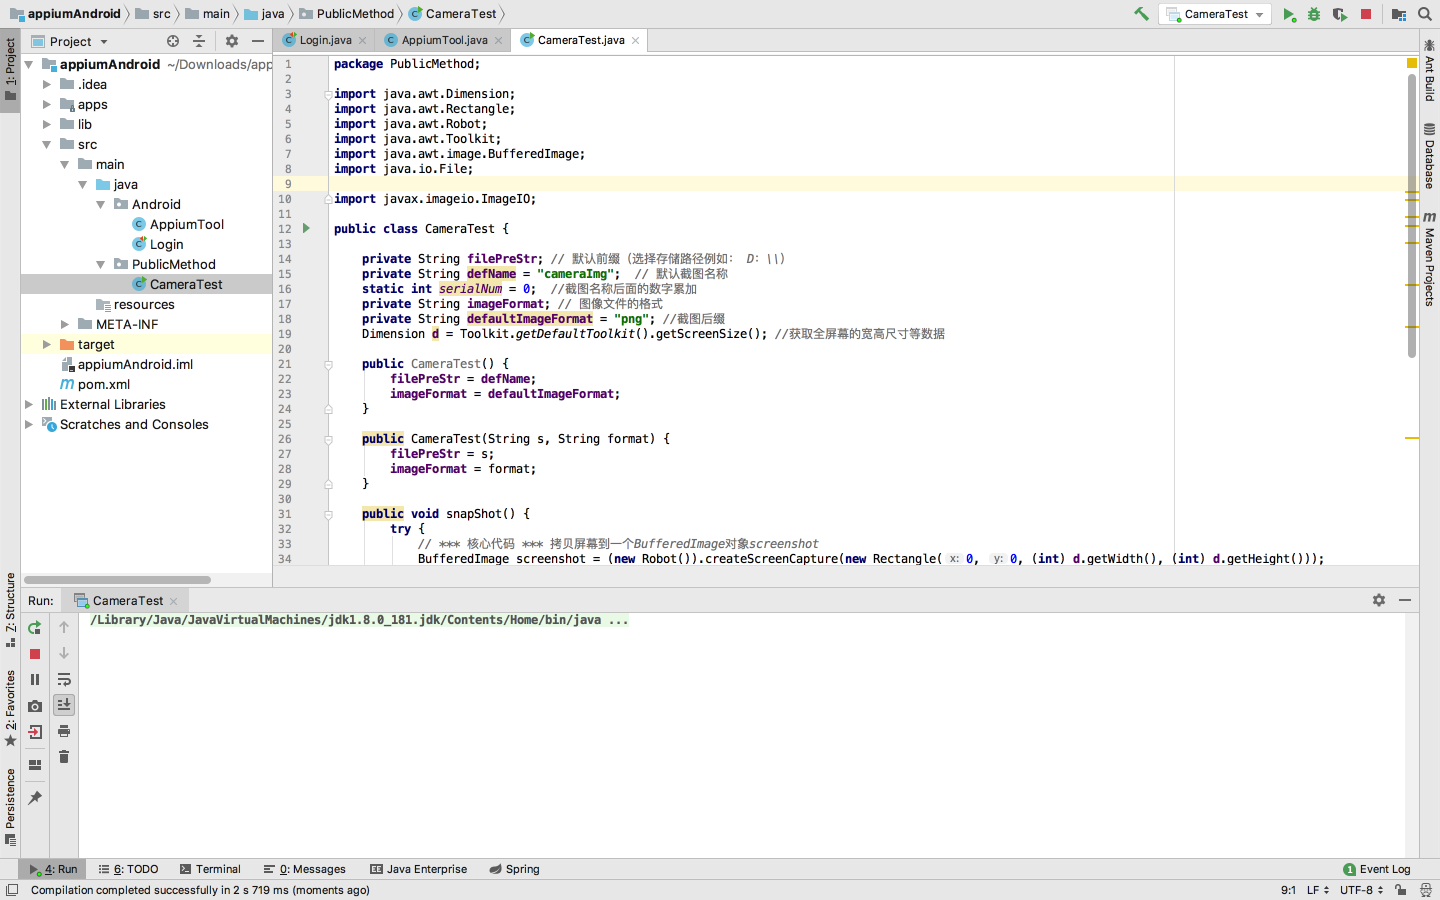 appiumAndroid src main java PublicMethod CameraTest
CameraTest
Project
Login.java AppiumTool.java CameraTest.java
1: Project
7: Structure
2: Favorites
Persistence
appiumAndroid ~/Downloads/app
.idea
apps
lib
src
main
java
Android
AppiumTool
Login
PublicMethod
CameraTest
resources
META-INF
target
appiumAndroid.iml
pom.xml
External Libraries
Scratches and Consoles
1 package PublicMethod;
2
3 import java.awt.Dimension;
4 import java.awt.Rectangle;
5 import java.awt.Robot;
6 import java.awt.Toolkit;
7 import java.awt.image.BufferedImage;
8 import java.io.File;
9
10 import javax.imageio.ImageIO;
11
12 public class CameraTest {
13
14 private String filePreStr; // 默认前缀（选择存储路径例如： D：\\）
15 private String defName = "cameraImg"; // 默认截图名称
16 static int serialNum = 0; //截图名称后面的数字累加
17 private String imageFormat; // 图像文件的格式
18 private String defaultImageFormat = "png"; //截图后缀
19 Dimension d = Toolkit.getDefaultToolkit().getScreenSize(); //获取全屏幕的宽高尺寸等数据
20
21 public CameraTest() {
22 filePreStr = defName;
23 imageFormat = defaultImageFormat;
24 }
25
26 public CameraTest(String s, String format) {
27 filePreStr = s;
28 imageFormat = format;
29 }
30
31 public void snapShot() {
32 try {
33 // *** 核心代码 *** 拷贝屏幕到一个BufferedImage对象screenshot
34 BufferedImage screenshot = (new Robot()).createScreenCapture(new Rectangle( x: 0, y: 0, (int) d.getWidth(), (int) d.getHeight()));
Ant Build
Database
m Maven Projects
Run: CameraTest
/Library/Java/JavaVirtualMachines/jdk1.8.0_181.jdk/Contents/Home/bin/java ...
4: Run 6: TODO Terminal 0: Messages Java Enterprise Spring 1 Event Log
Compilation completed successfully in 2 s 719 ms (moments ago) 9:1 LF UTF-8